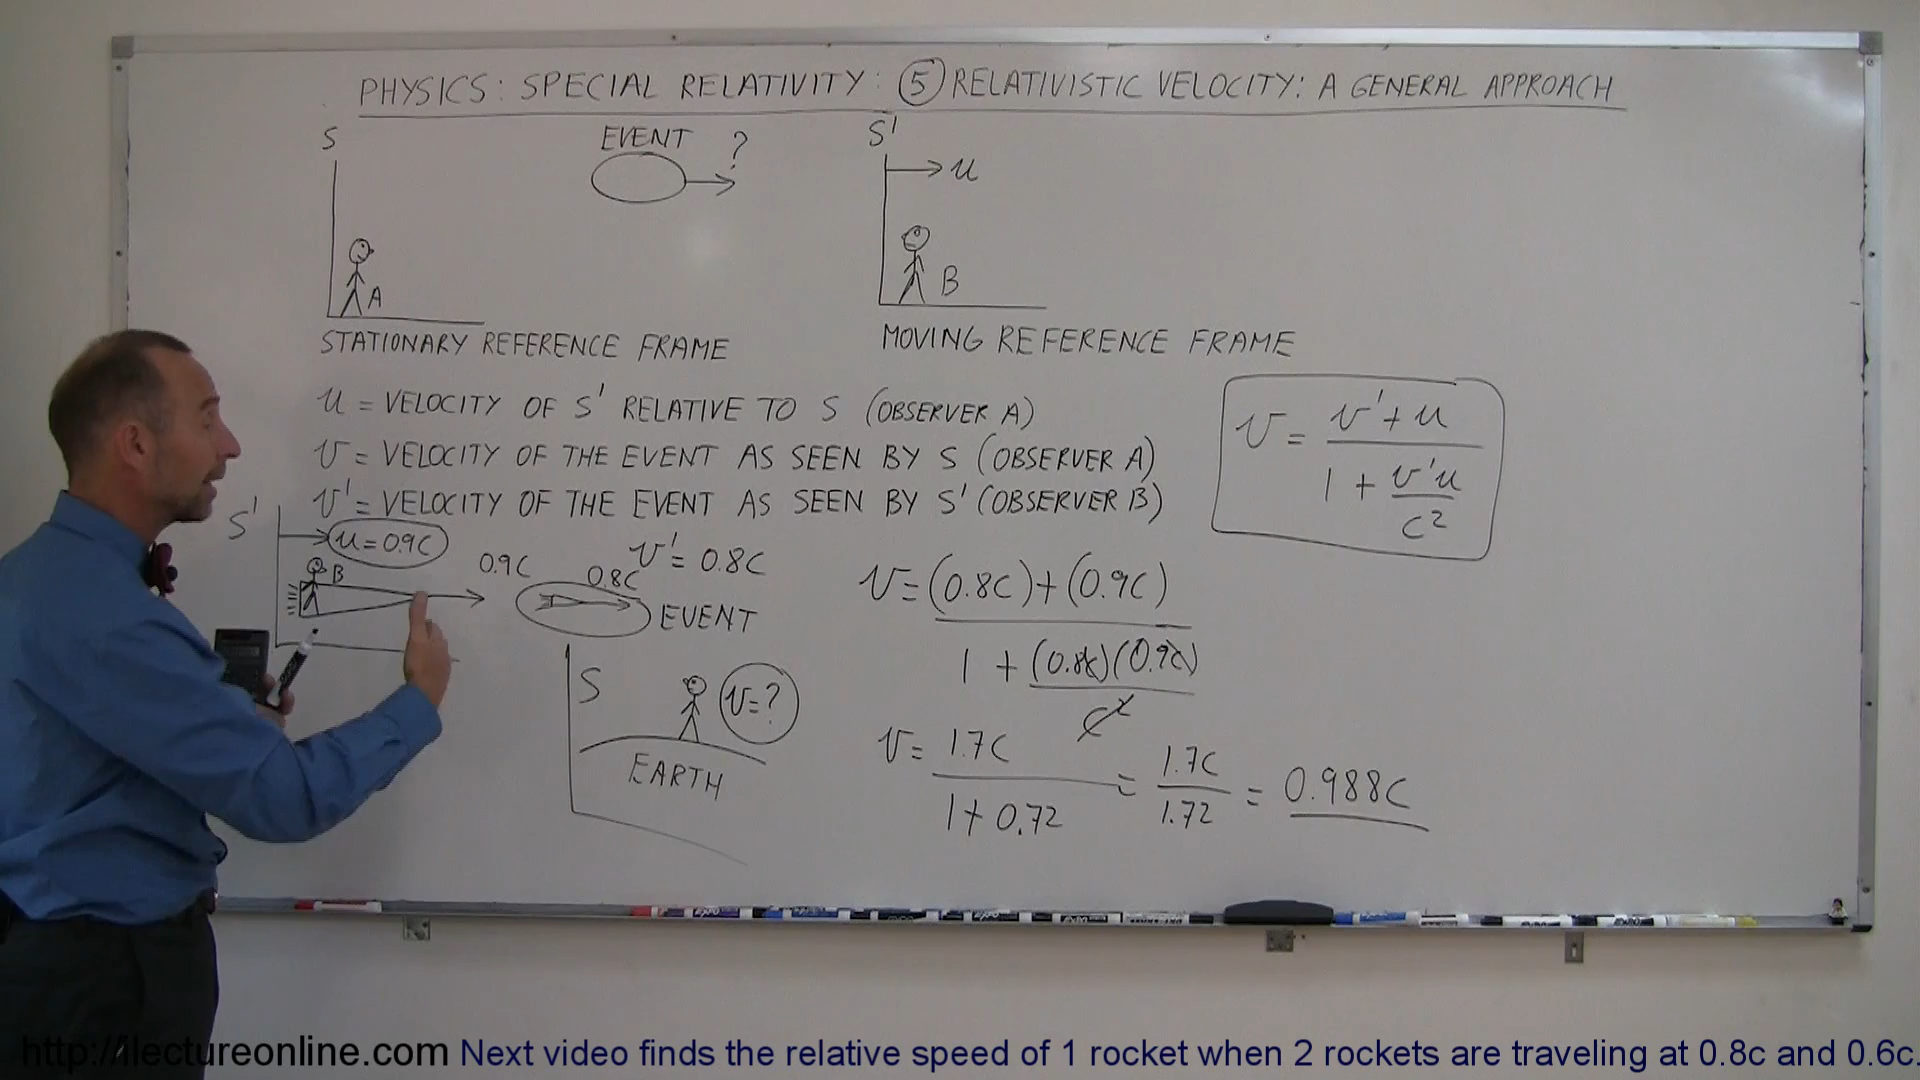 PHYSICS: SPECIAL RELATIVITY: ⑤ RELATIVISTIC VELOCITY: A GENERAL APPROACH
S
EVENT ?
S'
u
A
B
STATIONARY REFERENCE FRAME
MOVING REFERENCE FRAME
u = VELOCITY OF S' RELATIVE TO S (OBSERVER A)
v = VELOCITY OF THE EVENT AS SEEN BY S (OBSERVER A)
v' = VELOCITY OF THE EVENT AS SEEN BY S' (OBSERVER B)
v = v' + u
1 + v'u
c²
S'
u = 0.9C
B
0.9C
0.8C
v' = 0.8C
EVENT
S
v = ?
EARTH
v = (0.8C) + (0.9C)
1 + (0.8C)(0.9C)
C²
v = 1.7C = 1.7C = 0.988C
1 + 0.72 1.72
http://ilectureonline.com Next video finds the relative speed of 1 rocket when 2 rockets are traveling at 0.8c and 0.6c.